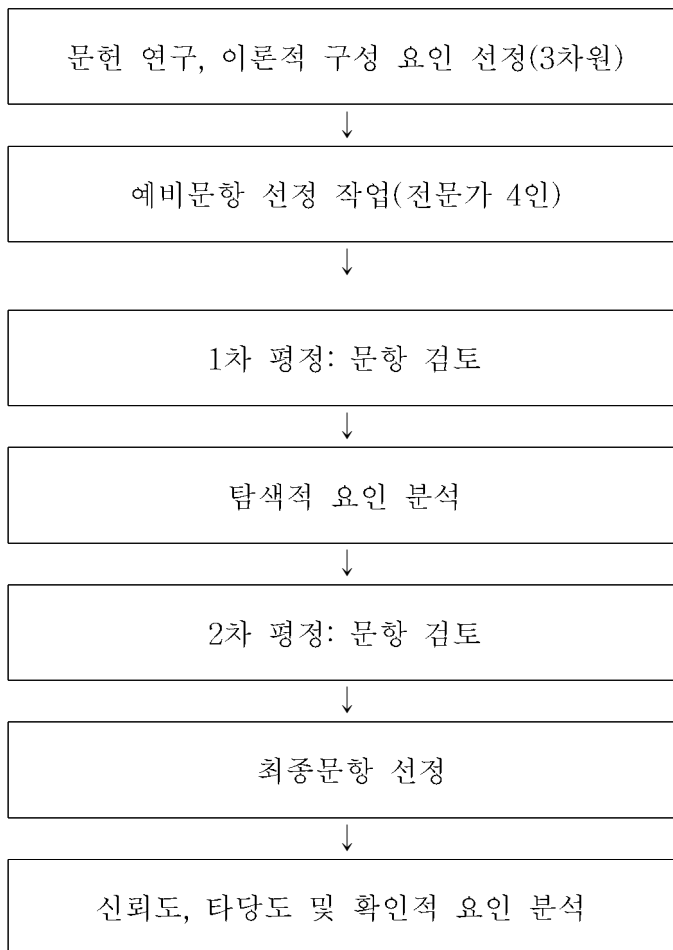 문헌 연구, 이론적 구성 요인 선정(3차원)
↓
예비문항 선정 작업(전문가 4인)
↓
1차 평정: 문항 검토
↓
탐색적 요인 분석
↓
2차 평정: 문항 검토
↓
최종문항 선정
↓
신뢰도, 타당도 및 확인적 요인 분석